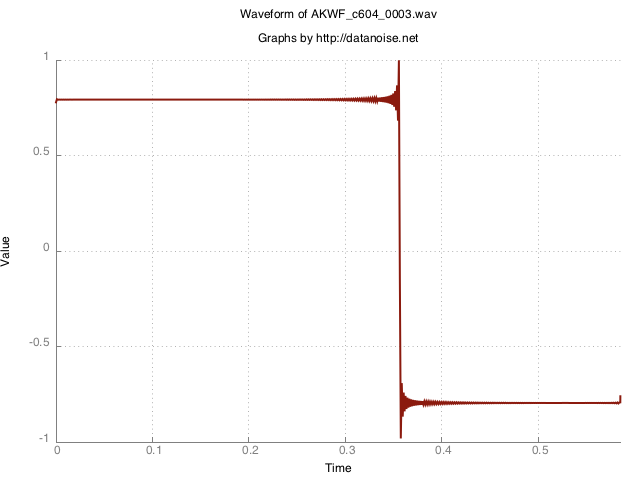 Waveform of AKWF_c604_0003.wav
Graphs by http://datanoise.net
1
0.5
0
-0.5
-1
Value
0 0.1 0.2 0.3 0.4 0.5
Time